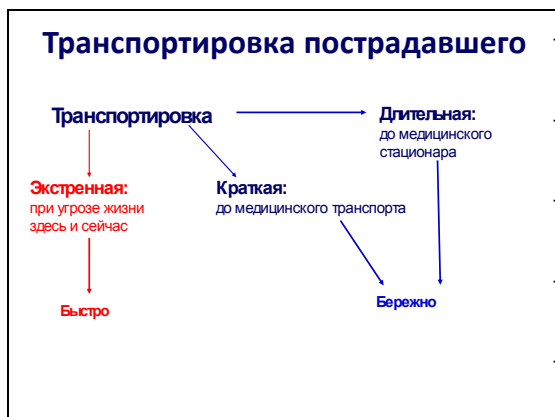 Транспортировка пострадавшего
Транспортировка
Длительная:
до медицинского
стационара
Экстренная:
при угрозе жизни
здесь и сейчас
Краткая:
до медицинского транспорта
Быстро
Бережно